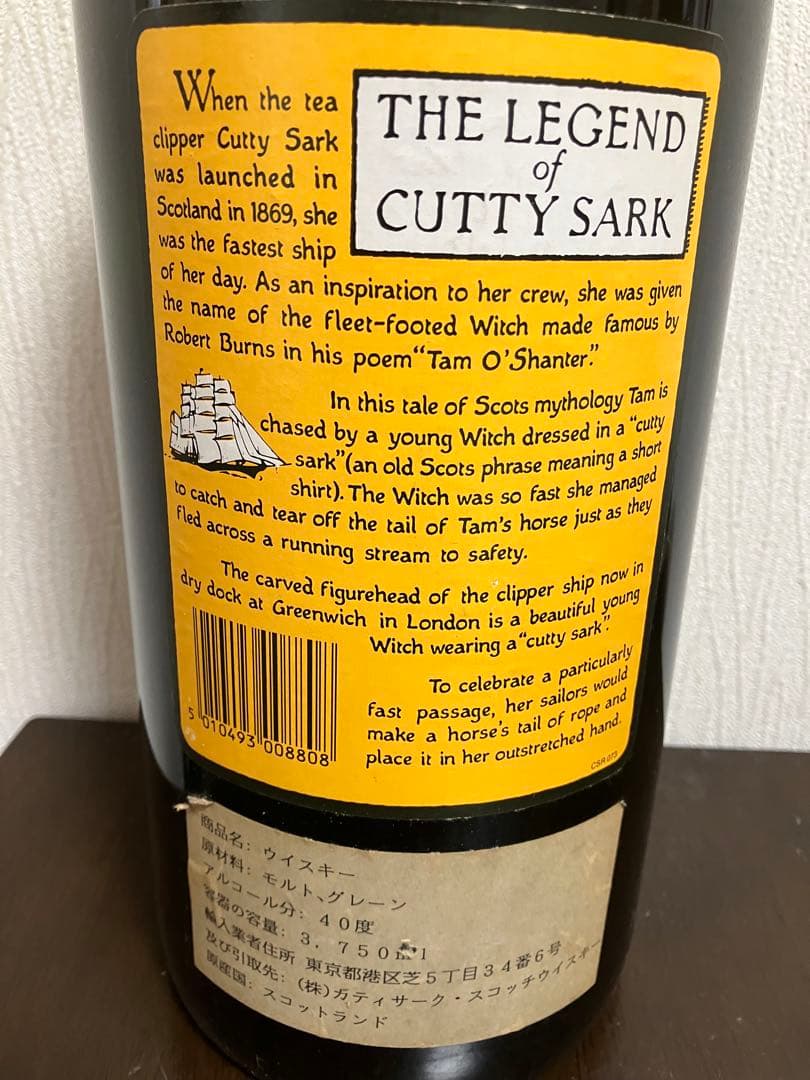 When the tea
clipper Cutty Sark
was launched in
Scotland in 1869, she
was the fastest ship
THE LEGEND
of
CUTTY SARK
of her day. As an inspiration to her crew, she was given
the name of the fleet-footed Witch made famous by
Robert Burns in his poem “Tam O'Shanter.”
In this tale of Scots mythology Tam is
chased by a young Witch dressed in a “cutty
sark” (an old Scots phrase meaning a short
shirt). The Witch was so fast she managed
to catch and tear off the tail of Tam's horse just as they
fled across a running stream to safety.
The carved figurehead of the clipper ship now in
dry dock at Greenwich in London is a beautiful young
Witch wearing a “cutty sark”.
To celebrate a particularly
fast passage, her sailors would
make a horse's tail of rope and
place it in her outstretched hand.
5 010493 008808
CSR 073
商品名: ウイスキー
原材料: モルト、グレーン
アルコール分: 40度
容器の容量: 3,750ml
輸入業者住所 東京都港区芝5丁目34番6号
及び引取先: (株)カティサーク・スコッチウイスキー
原産国: スコットランド